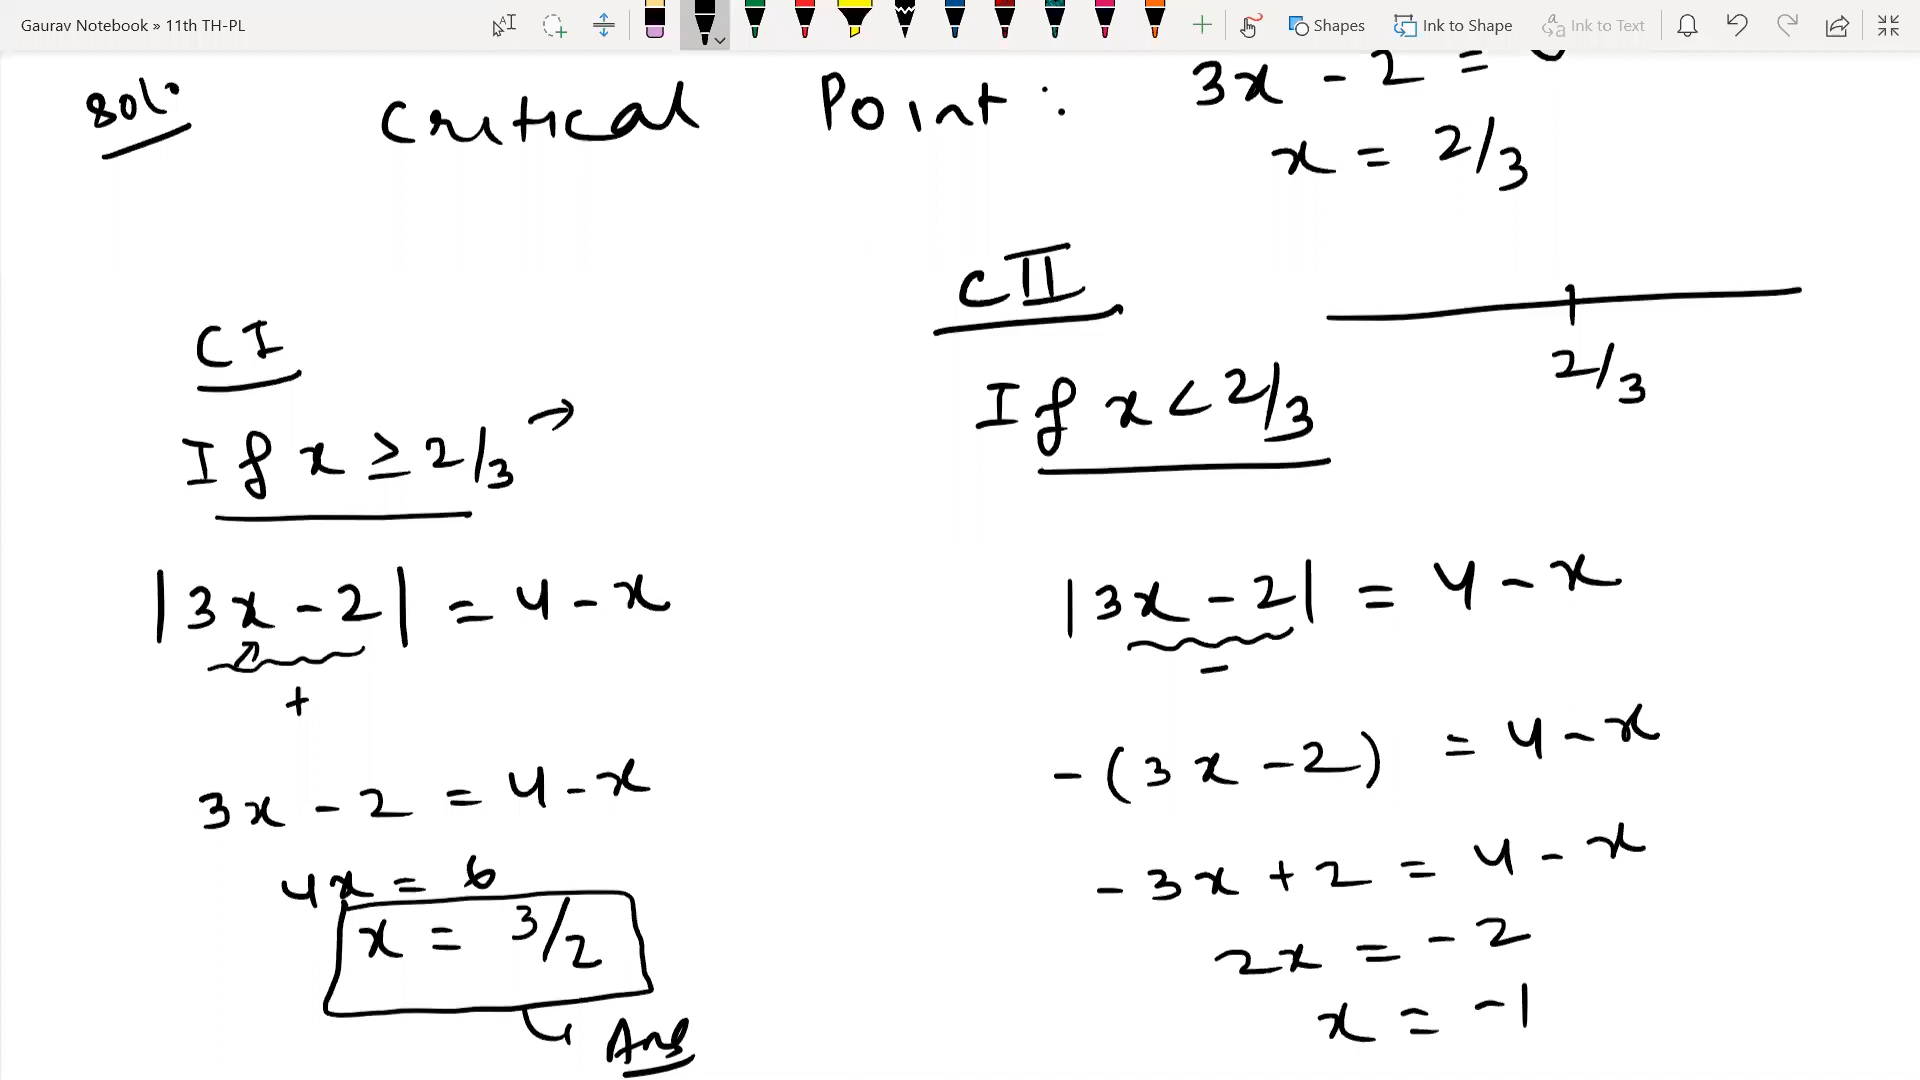 Gaurav Notebook » 11th TH-PL
Shapes
Ink to Shape
Ink to Text
Sol:
Critical Point :
3x - 2 =
x = 2/3
CI
If x ≥ 2/3 →
|3x - 2| = 4 - x
+
3x - 2 = 4 - x
4x = 6
x = 3/2
Ans
CII
If x < 2/3
2/3
|3x - 2| = 4 - x
-
-(3x - 2) = 4 - x
-3x + 2 = 4 - x
2x = -2
x = -1